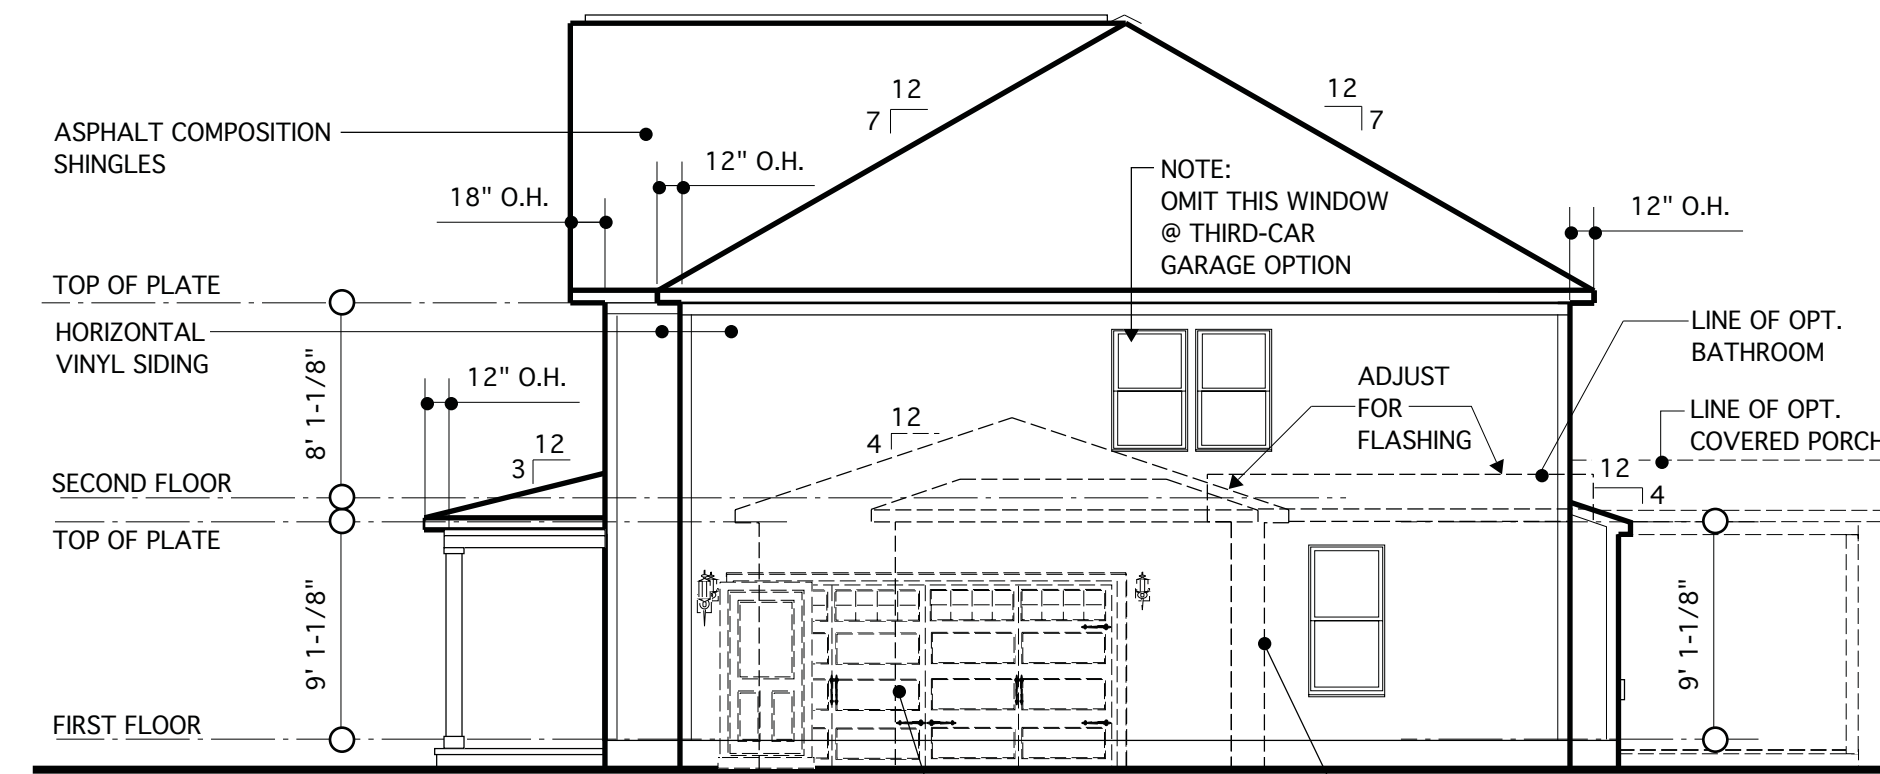 12
7
12
7
ASPHALT COMPOSITION
SHINGLES
12" O.H.
18" O.H.
NOTE:
OMIT THIS WINDOW
@ THIRD-CAR
GARAGE OPTION
12" O.H.
TOP OF PLATE
HORIZONTAL
VINYL SIDING
8' 1-1/8"
12" O.H.
LINE OF OPT.
BATHROOM
ADJUST
FOR
FLASHING
LINE OF OPT.
COVERED PORCH
12
4
12
3
12
4
SECOND FLOOR
TOP OF PLATE
9' 1-1/8"
9' 1-1/8"
FIRST FLOOR